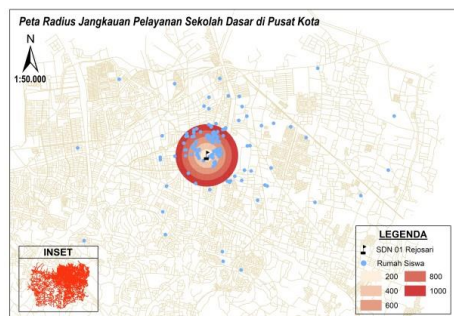 Peta Radius Jangkauan Pelayanan Sekolah Dasar di Pusat Kota
N
1:50.000
INSET
LEGENDA
SDN 01 Rejosari
Rumah Siswa
200
800
400
1000
600